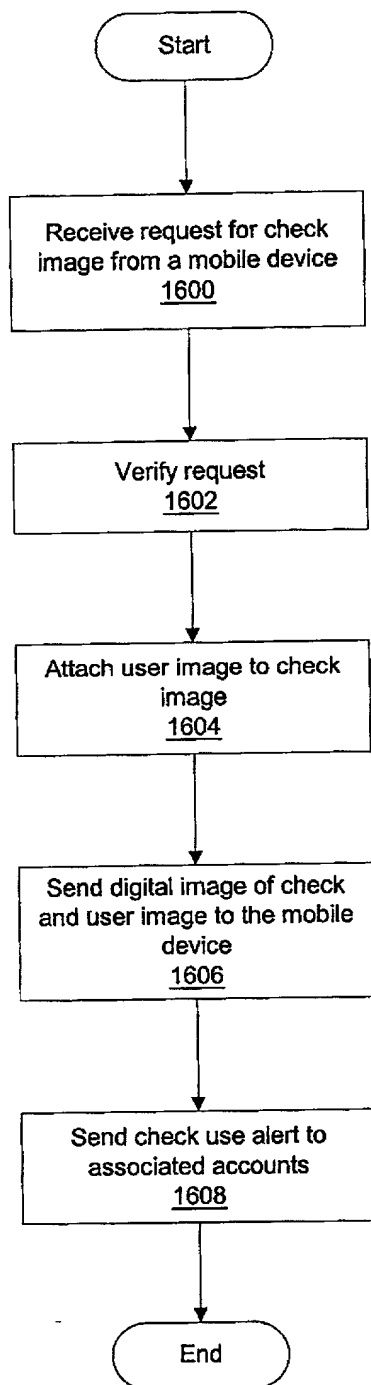 Start
Receive request for check
image from a mobile device
1600
Verify request
1602
Attach user image to check
image
1604
Send digital image of check
and user image to the mobile
device
1606
Send check use alert to
associated accounts
1608
End